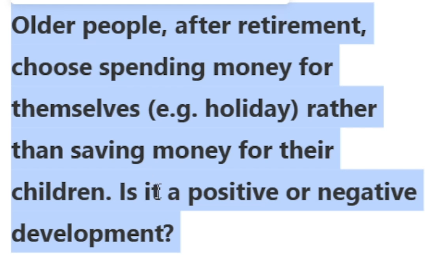 Older people, after retirement,
choose spending money for
themselves (e.g. holiday) rather
than saving money for their
children. Is it a positive or negative
development?